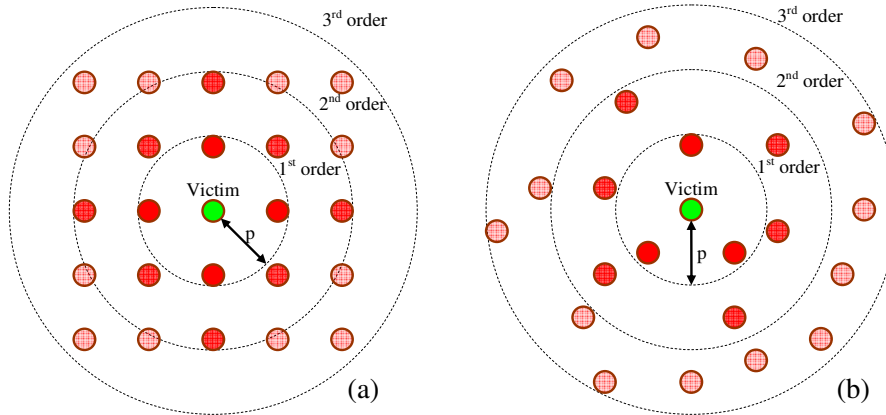 3rd order
2nd order
1st order
Victim
p
(a)
3rd order
2nd order
1st order
Victim
p
(b)